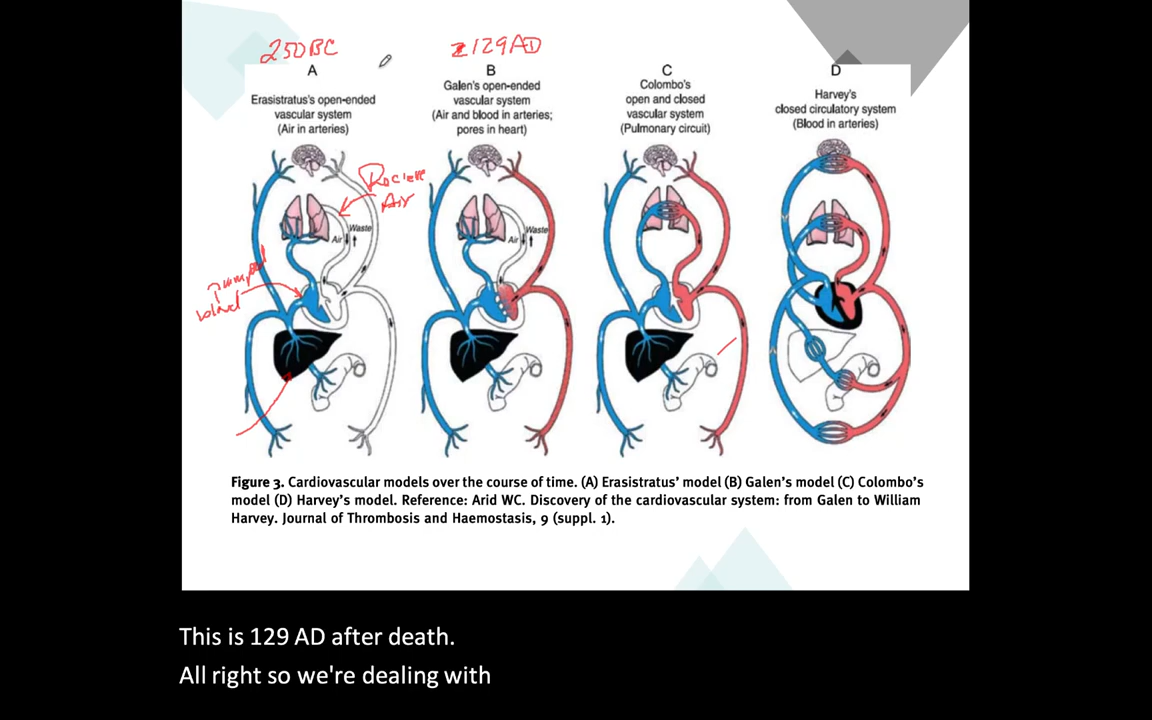 250BC
129AD
A
B
C
D
Erasistratus's open-ended
vascular system
(Air in arteries)
Galen's open-ended
vascular system
(Air and blood in arteries;
pores in heart)
Colombo's
open and closed
vascular system
(Pulmonary circuit)
Harvey's
closed circulatory system
(Blood in arteries)
Air
Waste
Air
Air
Waste
Figure 3. Cardiovascular models over the course of time. (A) Erasistratus' model (B) Galen's model (C) Colombo's
model (D) Harvey's model. Reference: Arid WC. Discovery of the cardiovascular system: from Galen to William
Harvey. Journal of Thrombosis and Haemostasis, 9 (suppl. 1).
This is 129 AD after death.
All right so we're dealing with